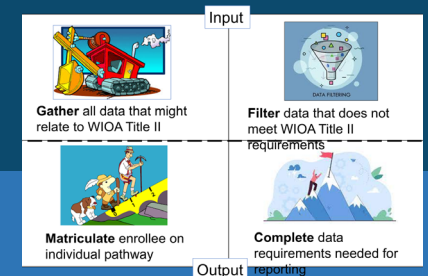 Input
DATA FILTERING
Gather all data that might
relate to WIOA Title II
Filter data that does not
meet WIOA Title II
requirements
Matriculate enrollee on
individual pathway
Complete data
requirements needed for
reporting
Output